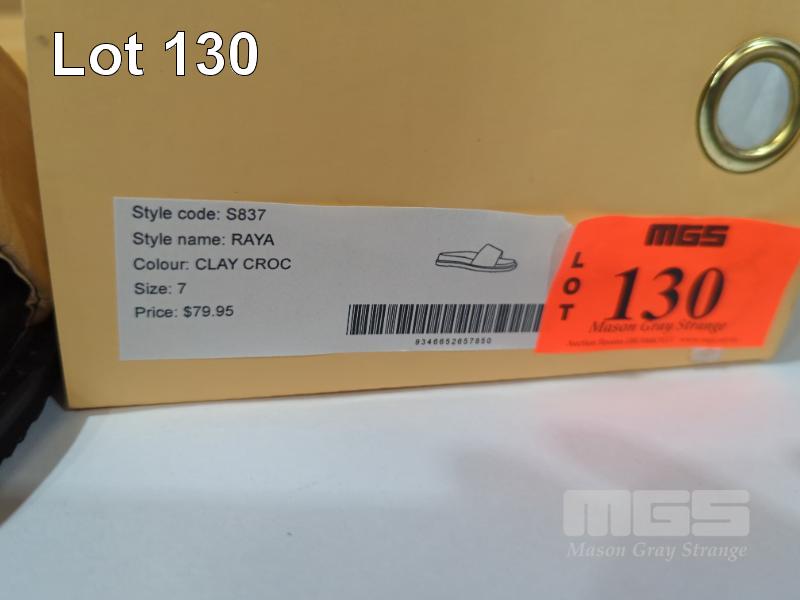 Lot 130
Style code: S837
Style name: RAYA
Colour: CLAY CROC
Size: 7
Price: $79.95
9346652657850
MGS
LOT
130
Mason Gray Strange
MGS
Mason Gray Strange